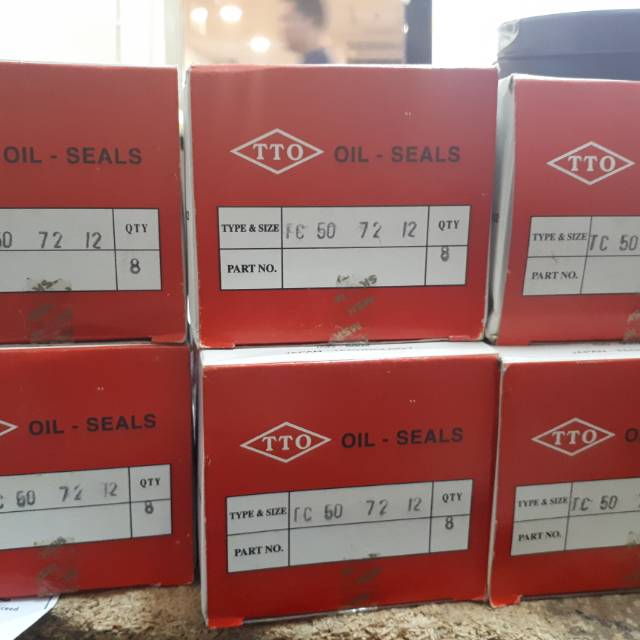 OIL - SEALS
50 72 12 QTY
8
TTO OIL - SEALS
TYPE & SIZE TC 50 72 12 QTY
PART NO. 8
TTO
TYPE & SIZE TC 50
PART NO.
OIL - SEALS
50 72 12 QTY
8
TTO OIL - SEALS
TYPE & SIZE TC 50 72 12 QTY
PART NO. 8
TTO
TYPE & SIZE TC 50
PART NO.